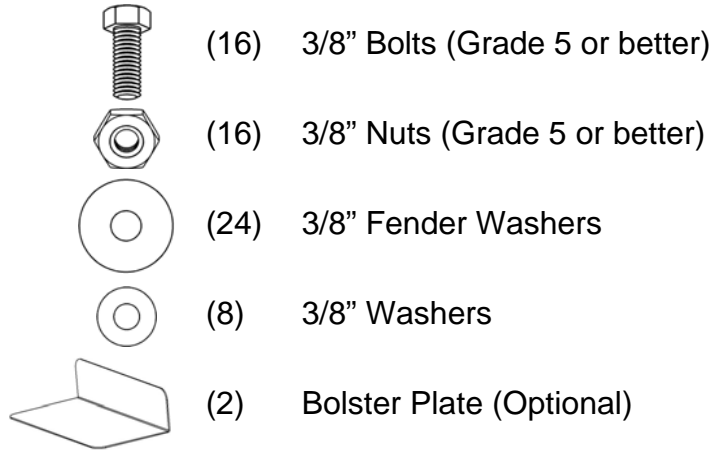 (16) 3/8” Bolts (Grade 5 or better)
(16) 3/8” Nuts (Grade 5 or better)
(24) 3/8” Fender Washers
(8) 3/8” Washers
(2) Bolster Plate (Optional)